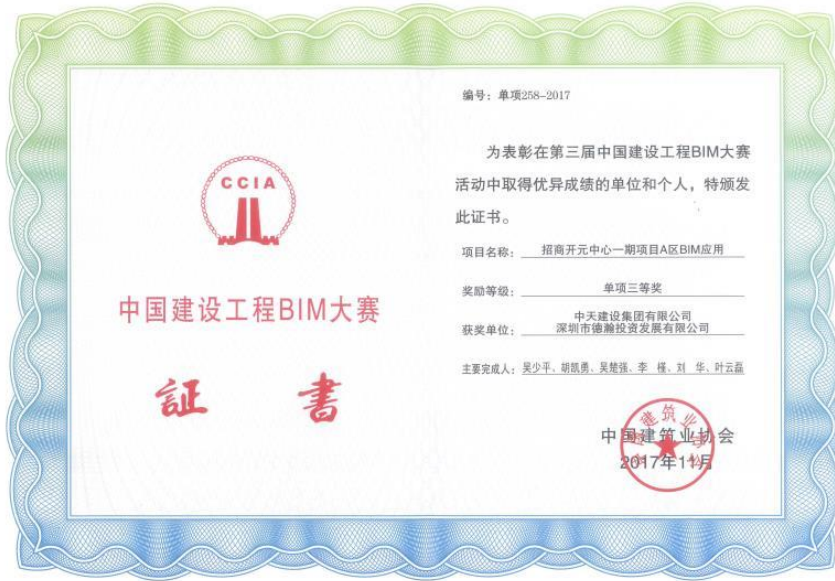 CCIA
中国建设工程BIM大赛
証 書
编号：单项258-2017
为表彰在第三届中国建设工程BIM大赛
活动中取得优异成绩的单位和个人，特颁发
此证书。
项目名称： 招商开元中心一期项目A区BIM应用
奖励等级： 单项三等奖
获奖单位： 中天建设集团有限公司
深圳市德瀚投资发展有限公司
主要完成人： 吴少平、胡凯勇、吴楚强、李 槿、刘 华、叶云磊
中国建筑业协会
2017年11月